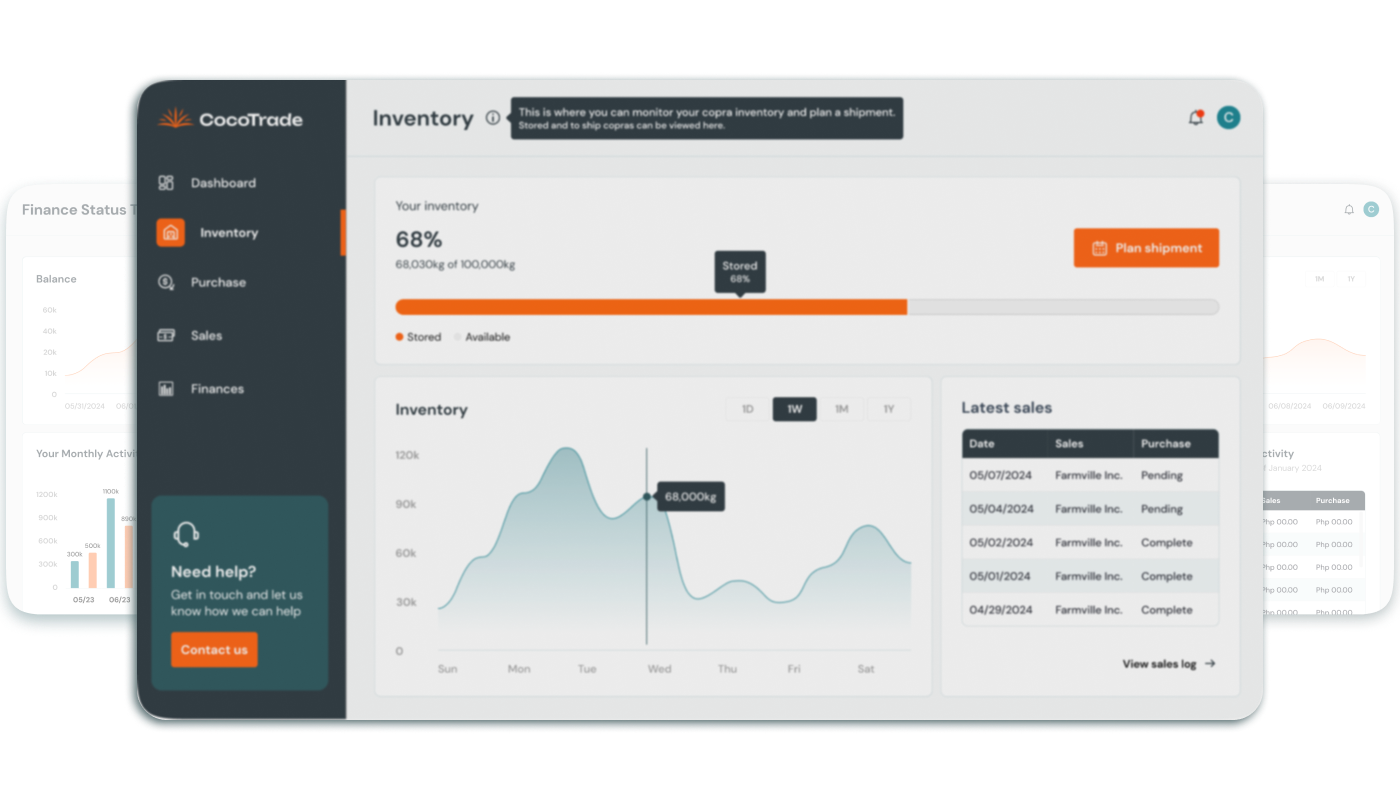 CocoTrade
Dashboard
Inventory
Purchase
Sales
Finances
Need help?
Get in touch and let us
know how we can help
Contact us
Inventory
This is where you can monitor your copra inventory and plan a shipment.
Stored and to ship copras can be viewed here.
C
Your inventory
68%
68,030kg of 100,000kg
Plan shipment
Stored
68%
Stored Available
Inventory
1D 1W 1M 1Y
120k
90k
60k
30k
0
68,000kg
Sun Mon Tue Wed Thu Fri Sat
Latest sales
Date Sales Purchase
05/07/2024 Farmville Inc. Pending
05/04/2024 Farmville Inc. Pending
05/02/2024 Farmville Inc. Complete
05/01/2024 Farmville Inc. Complete
04/29/2024 Farmville Inc. Complete
View sales log
Finance Status T
Balance
60k
40k
20k
10k
0
05/31/2024 06/01
Your Monthly Activi
1200k
900k
600k
300k
0
300k 500k 1100k 890k
05/23 06/23
C
1M 1Y
06/08/2024 06/09/2024
ctivity
January 2024
Sales Purchase
Php 00.00 Php 00.00
Php 00.00 Php 00.00
Php 00.00 Php 00.00
Php 00.00 Php 00.00
Php 00.00 Php 00.00